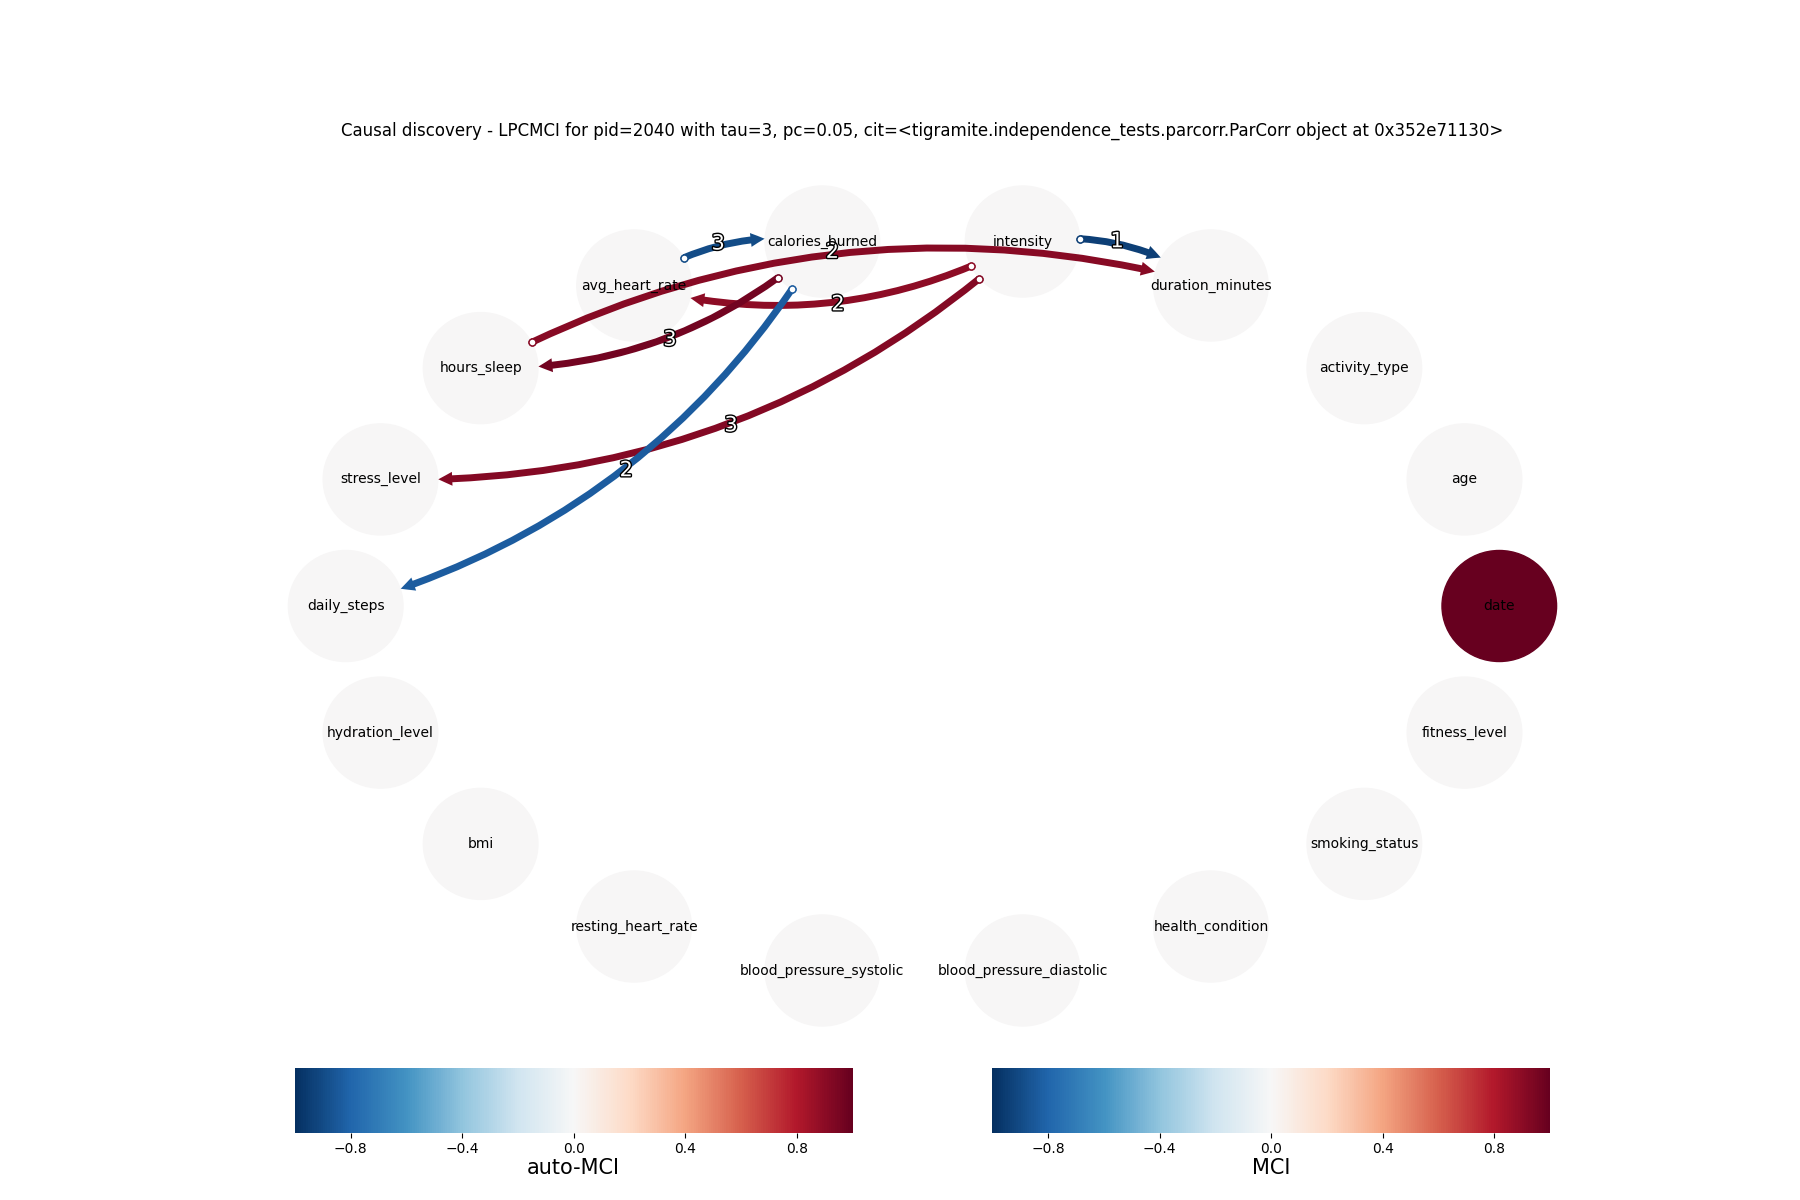 Causal discovery - LPCMCI for pid=2040 with tau=3, pc=0.05, cit=<tigramite.independence_tests.parcorr.ParCorr object at 0x352e71130>
calories_burned
intensity
3
1
2
avg_heart_rate
duration_minutes
2
3
hours_sleep
activity_type
3
2
stress_level
age
daily_steps
date
hydration_level
fitness_level
bmi
smoking_status
resting_heart_rate
health_condition
blood_pressure_systolic
blood_pressure_diastolic
−0.8 −0.4 0.0 0.4 0.8
auto-MCI
−0.8 −0.4 0.0 0.4 0.8
MCI